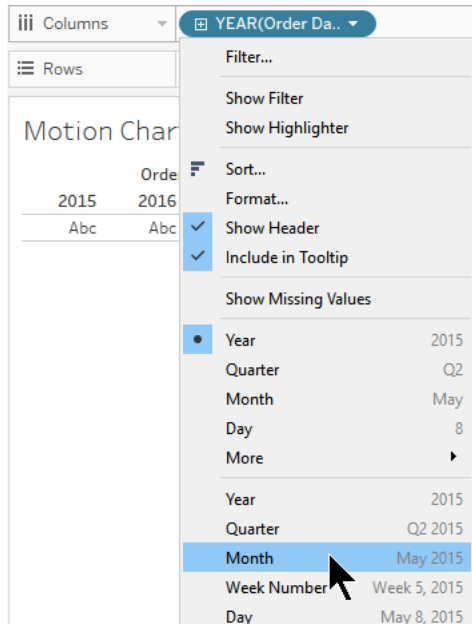 Columns YEAR(Order Da..
Rows
Filter...
Show Filter
Show Highlighter
Sort...
Format...
Show Header
Include in Tooltip
Show Missing Values
Year 2015
Quarter Q2
Month May
Day 8
More
Year 2015
Quarter Q2 2015
Month May 2015
Week Number Week 5, 2015
Day May 8, 2015
Motion Char
Orde
2015 2016
Abc Abc